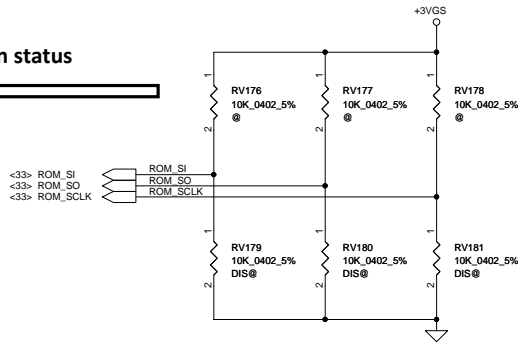 +3VGS
n status
1
1
1
RV176
10K_0402_5%
@
RV177
10K_0402_5%
@
RV178
10K_0402_5%
@
2
2
2
<33> ROM_SI
ROM_SI
<33> ROM_SO
ROM_SO
<33> ROM_SCLK
ROM_SCLK
1
1
1
RV179
10K_0402_5%
DIS@
RV180
10K_0402_5%
DIS@
RV181
10K_0402_5%
DIS@
2
2
2